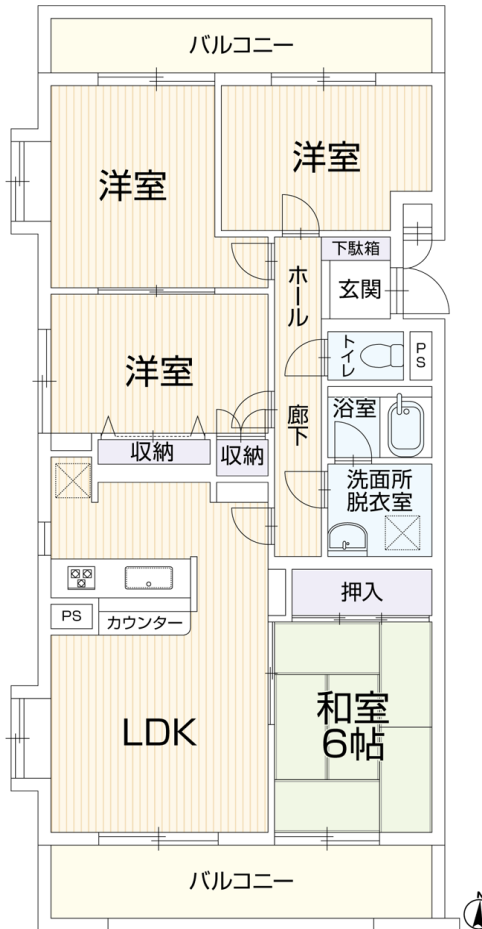 バルコニー
洋室
洋室
下駄箱
ホール
玄関
トイレ
PS
洋室
廊下
浴室
収納
収納
洗面所
脱衣室
押入
PS
カウンター
和室
6帖
LDK
バルコニー
N